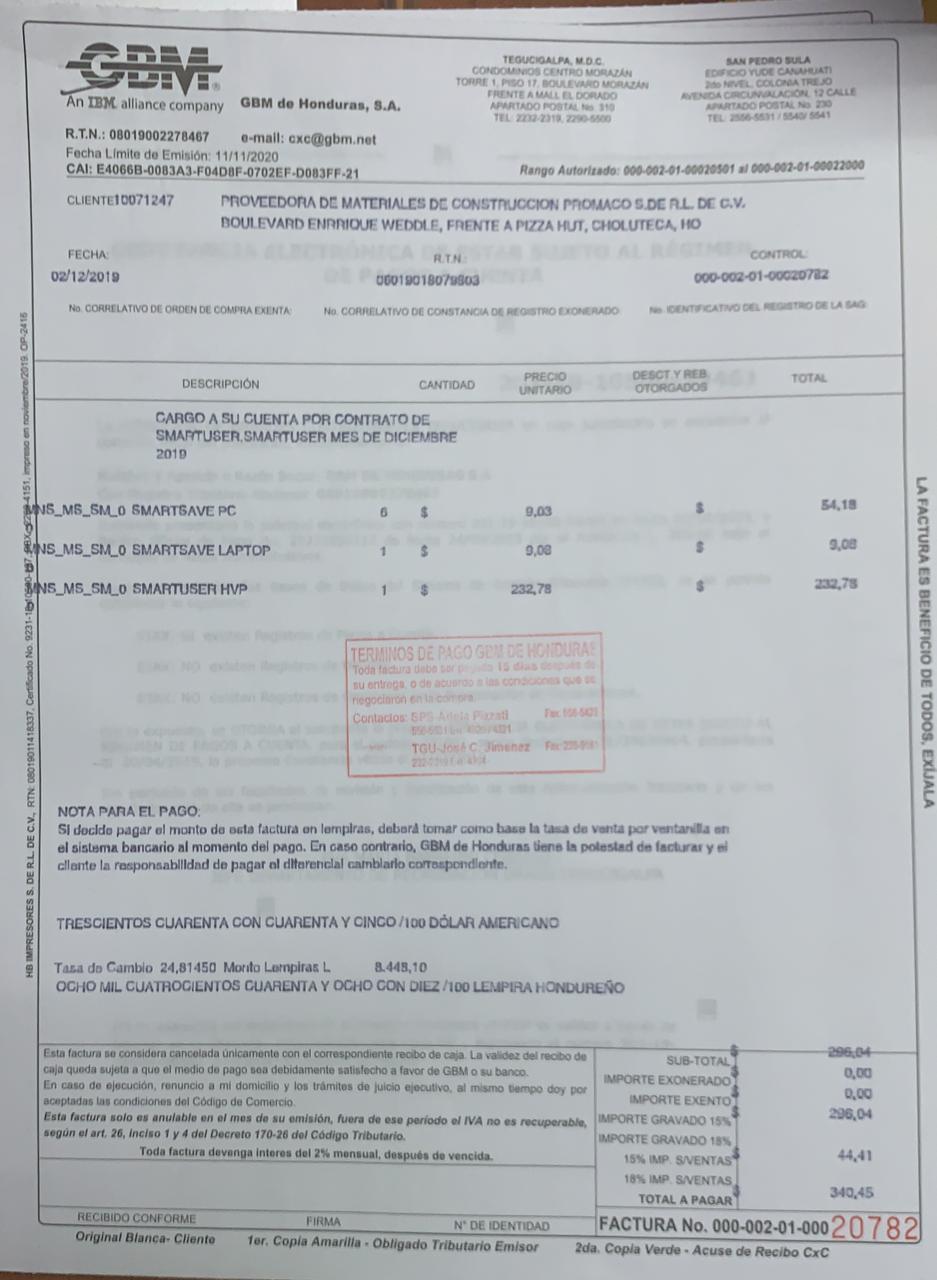 GBM®
An IBM alliance company
GBM de Honduras, S.A.
TEGUCIGALPA, M.D.C.
CONDOMINIOS CENTRO MORAZÁN
TORRE 1, PISO 17, BOULEVARD MORAZÁN
FRENTE A MALL EL DORADO
APARTADO POSTAL No. 310
TEL: 2232-2319, 2290-5500
SAN PEDRO SULA
EDIFICIO YUDE CANAHUATI
2do NIVEL, COLONIA TREJO
AVENIDA CIRCUNVALACIÓN, 12 CALLE
APARTADO POSTAL No. 230
TEL: 2556-5531 / 5540/ 5541
R.T.N.: 08019002278467 e-mail: cxc@gbm.net
Fecha Límite de Emisión: 11/11/2020
CAI: E4066B-0083A3-F04D8F-0702EF-D083FF-21
Rango Autorizado: 000-002-01-00020501 al 000-002-01-00022000
CLIENTE 10071247 PROVEEDORA DE MATERIALES DE CONSTRUCCION PROMACO S.DE R.L. DE C.V.
BOULEVARD ENRRIQUE WEDDLE, FRENTE A PIZZA HUT, CHOLUTECA, HO
FECHA: R.T.N.: CONTROL:
02/12/2019 06019018079803 000-002-01-00020782
No. CORRELATIVO DE ORDEN DE COMPRA EXENTA: No. CORRELATIVO DE CONSTANCIA DE REGISTRO EXONERADO: No. IDENTIFICATIVO DEL REGISTRO DE LA SAG:
DESCRIPCIÓN CANTIDAD PRECIO UNITARIO DESCT Y REB. OTORGADOS TOTAL
CARGO A SU CUENTA POR CONTRATO DE
SMARTUSER,SMARTUSER MES DE DICIEMBRE
2019
MNS_MS_SM_0 SMARTSAVE PC 6 $ 9,03 $ 54,18
MNS_MS_SM_0 SMARTSAVE LAPTOP 1 $ 9,08 $ 9,08
MNS_MS_SM_0 SMARTUSER HVP 1 $ 232,78 $ 232,78
TERMINOS DE PAGO GBM DE HONDURAS
Toda factura debe ser pagada 15 dias después de
su entrega, o de acuerdo a las condiciones que se
negociaron en la compra.
Contactos: SPS-
TGU-José C. Jimenez
NOTA PARA EL PAGO:
Si decide pagar el monto de esta factura en lempiras, deberá tomar como base la tasa de venta por ventanilla en
el sistema bancario al momento del pago. En caso contrario, GBM de Honduras tiene la potestad de facturar y el
cliente la responsabilidad de pagar el diferencial cambiario correspondiente.
TRESCIENTOS CUARENTA CON CUARENTA Y CINCO /100 DÓLAR AMERICANO
Tasa de Cambio 24,81450 Monto Lempiras L 8.448,10
OCHO MIL CUATROCIENTOS CUARENTA Y OCHO CON DIEZ /100 LEMPIRA HONDUREÑO
Esta factura se considera cancelada únicamente con el correspondiente recibo de caja. La validez del recibo de
caja queda sujeta a que el medio de pago sea debidamente satisfecho a favor de GBM o su banco.
En caso de ejecución, renuncio a mi domicilio y los trámites de juicio ejecutivo, al mismo tiempo doy por
aceptadas las condiciones del Código de Comercio.
Esta factura solo es anulable en el mes de su emisión, fuera de ese período el IVA no es recuperable,
según el art. 26, inciso 1 y 4 del Decreto 170-26 del Código Tributario.
Toda factura devenga interes del 2% mensual, después de vencida.
SUB-TOTAL $ 296,04
IMPORTE EXONERADO $ 0,00
IMPORTE EXENTO $ 0,00
IMPORTE GRAVADO 15% $ 296,04
IMPORTE GRAVADO 18%
15% IMP. S/VENTAS $ 44,41
18% IMP. S/VENTAS
TOTAL A PAGAR $ 340,45
RECIBIDO CONFORME FIRMA N° DE IDENTIDAD
FACTURA No. 000-002-01-000 20782
Original Blanca- Cliente 1er. Copia Amarilla - Obligado Tributario Emisor 2da. Copia Verde - Acuse de Recibo CxC
LA FACTURA ES BENEFICIO DE TODOS, EXÍJALA
HB IMPRESORES S. DE R.L. DE C.V., RTN: 08019011418337, Certificado No. 9231-18- impreso en noviembre/2019. OP-2416